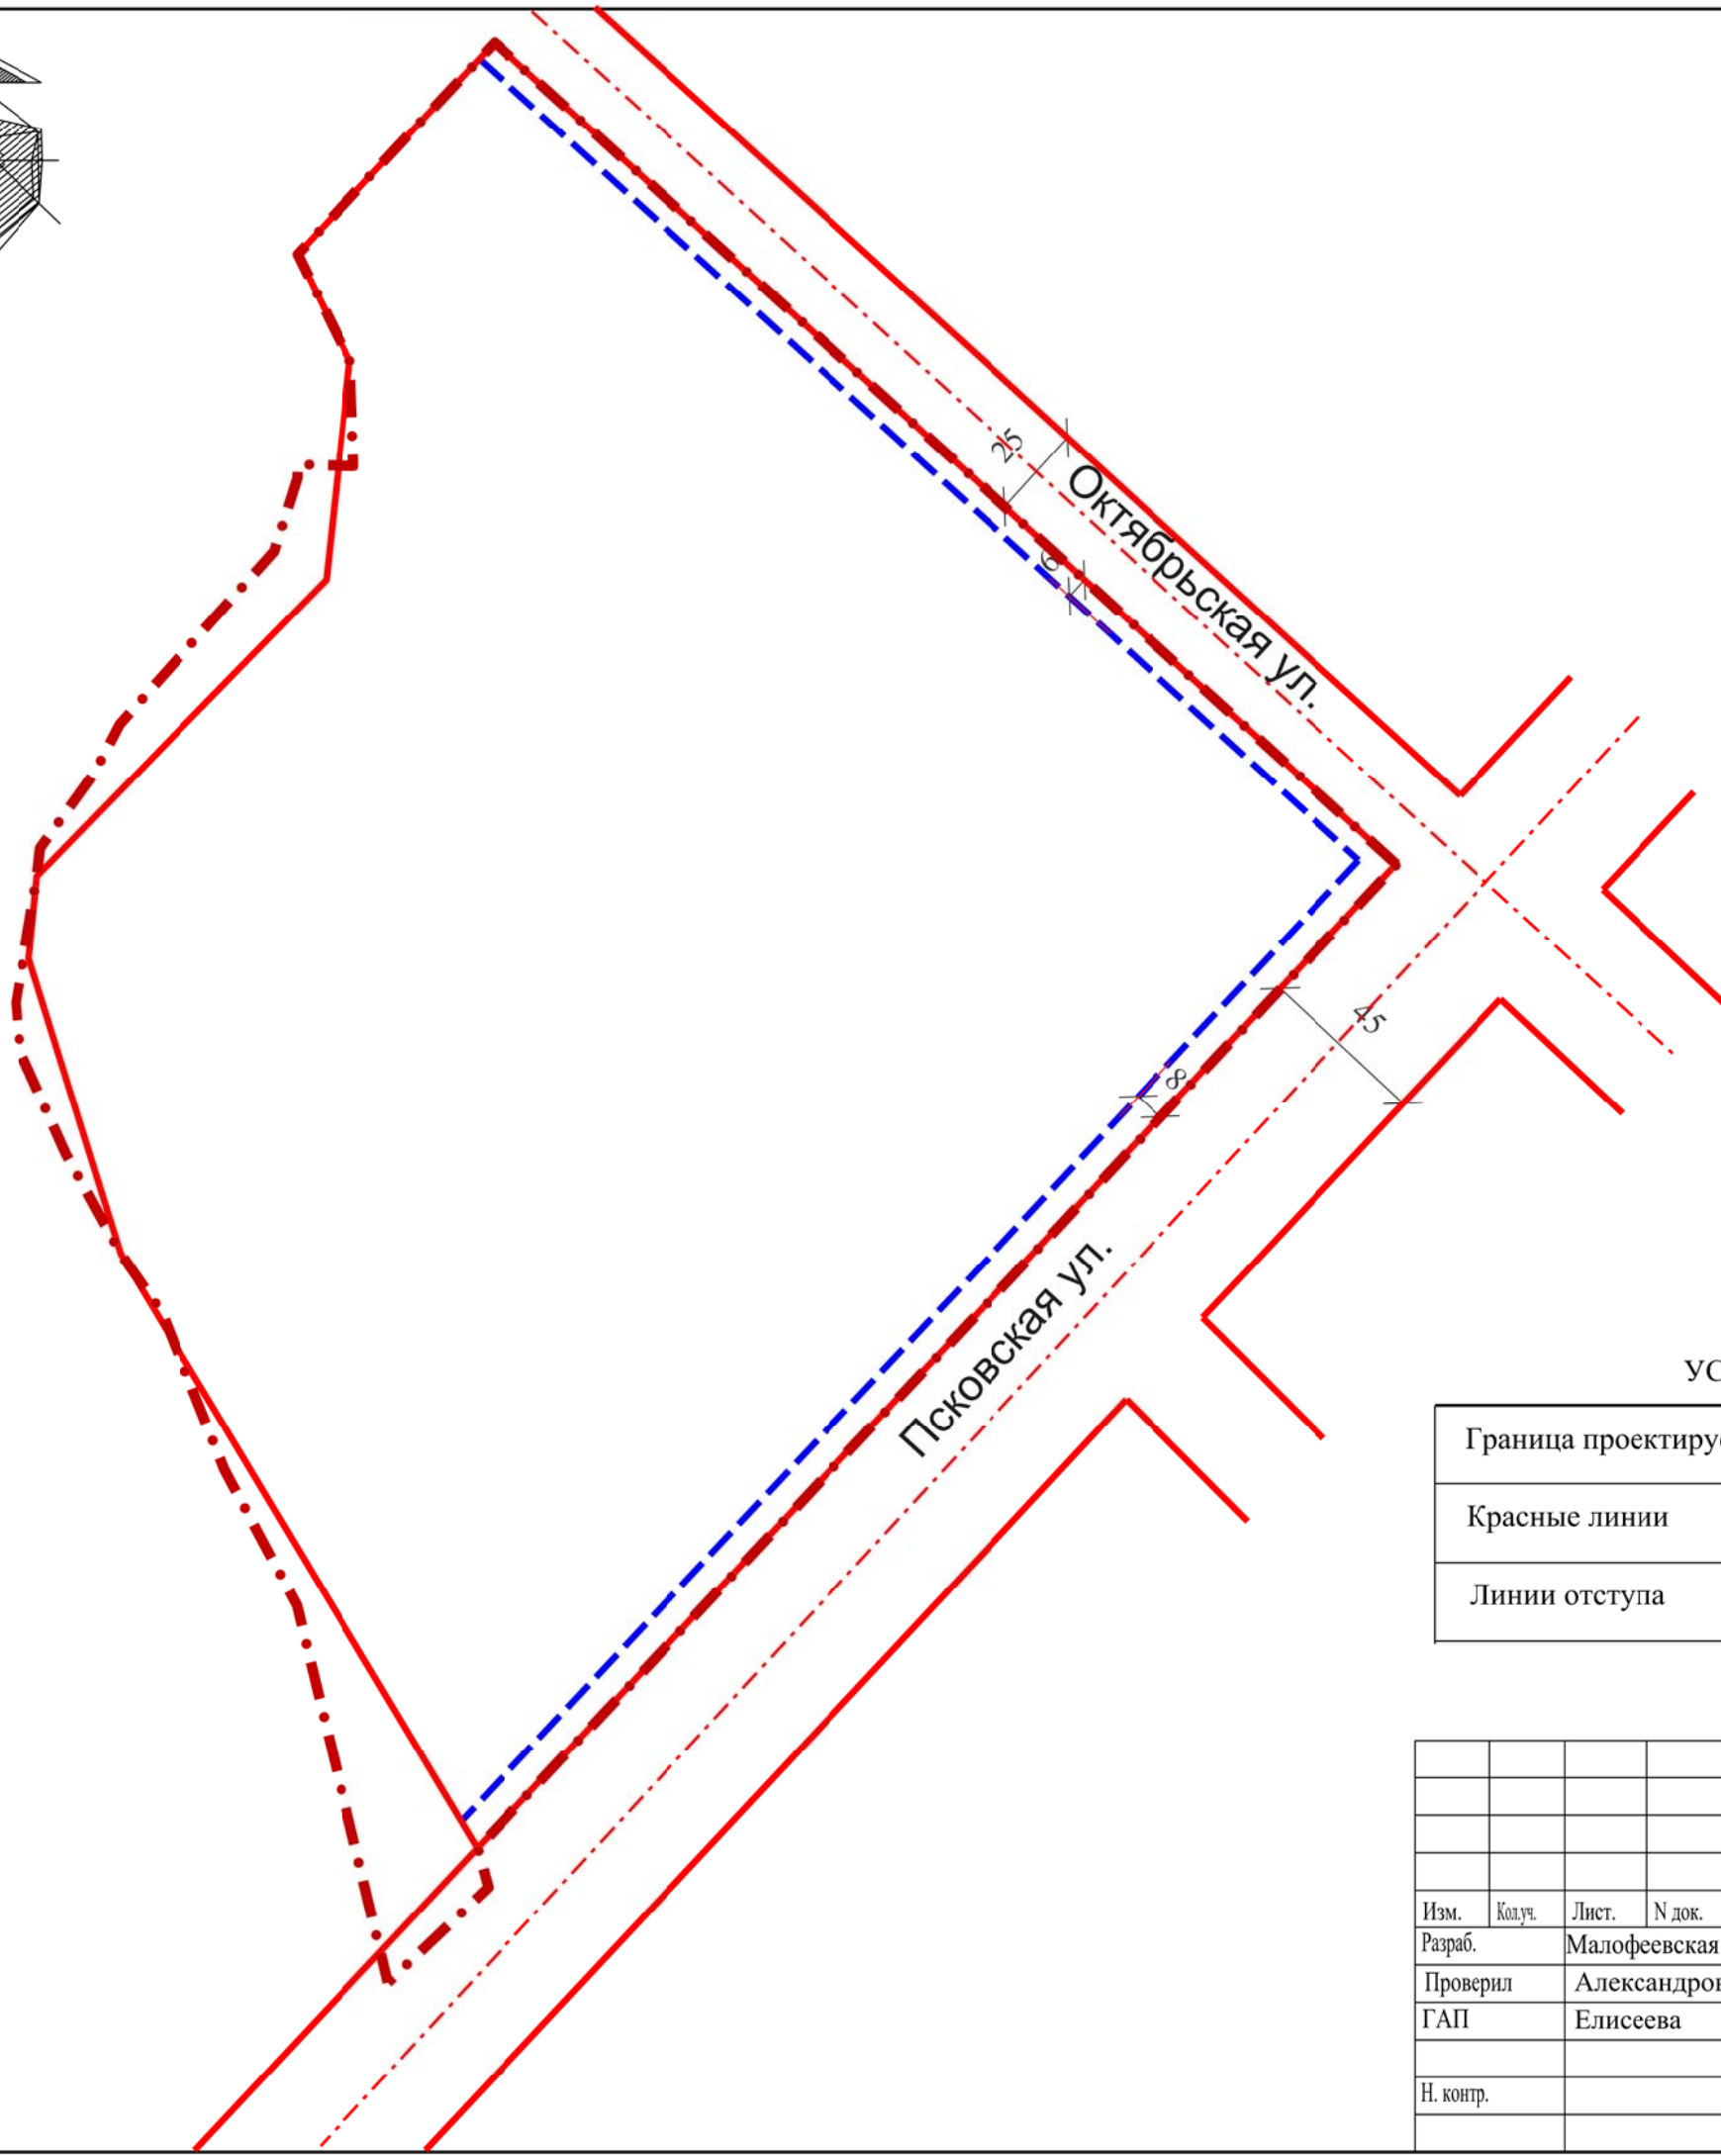 25
Октябрьская ул.
6
45
8
Псковская ул.
УС
Граница проектиру
Красные линии
Линии отступа
Изм. Кол.уч. Лист. N док.
Разраб. Малофеевская
Проверил Александров
ГАП Елисеева
Н. контр.